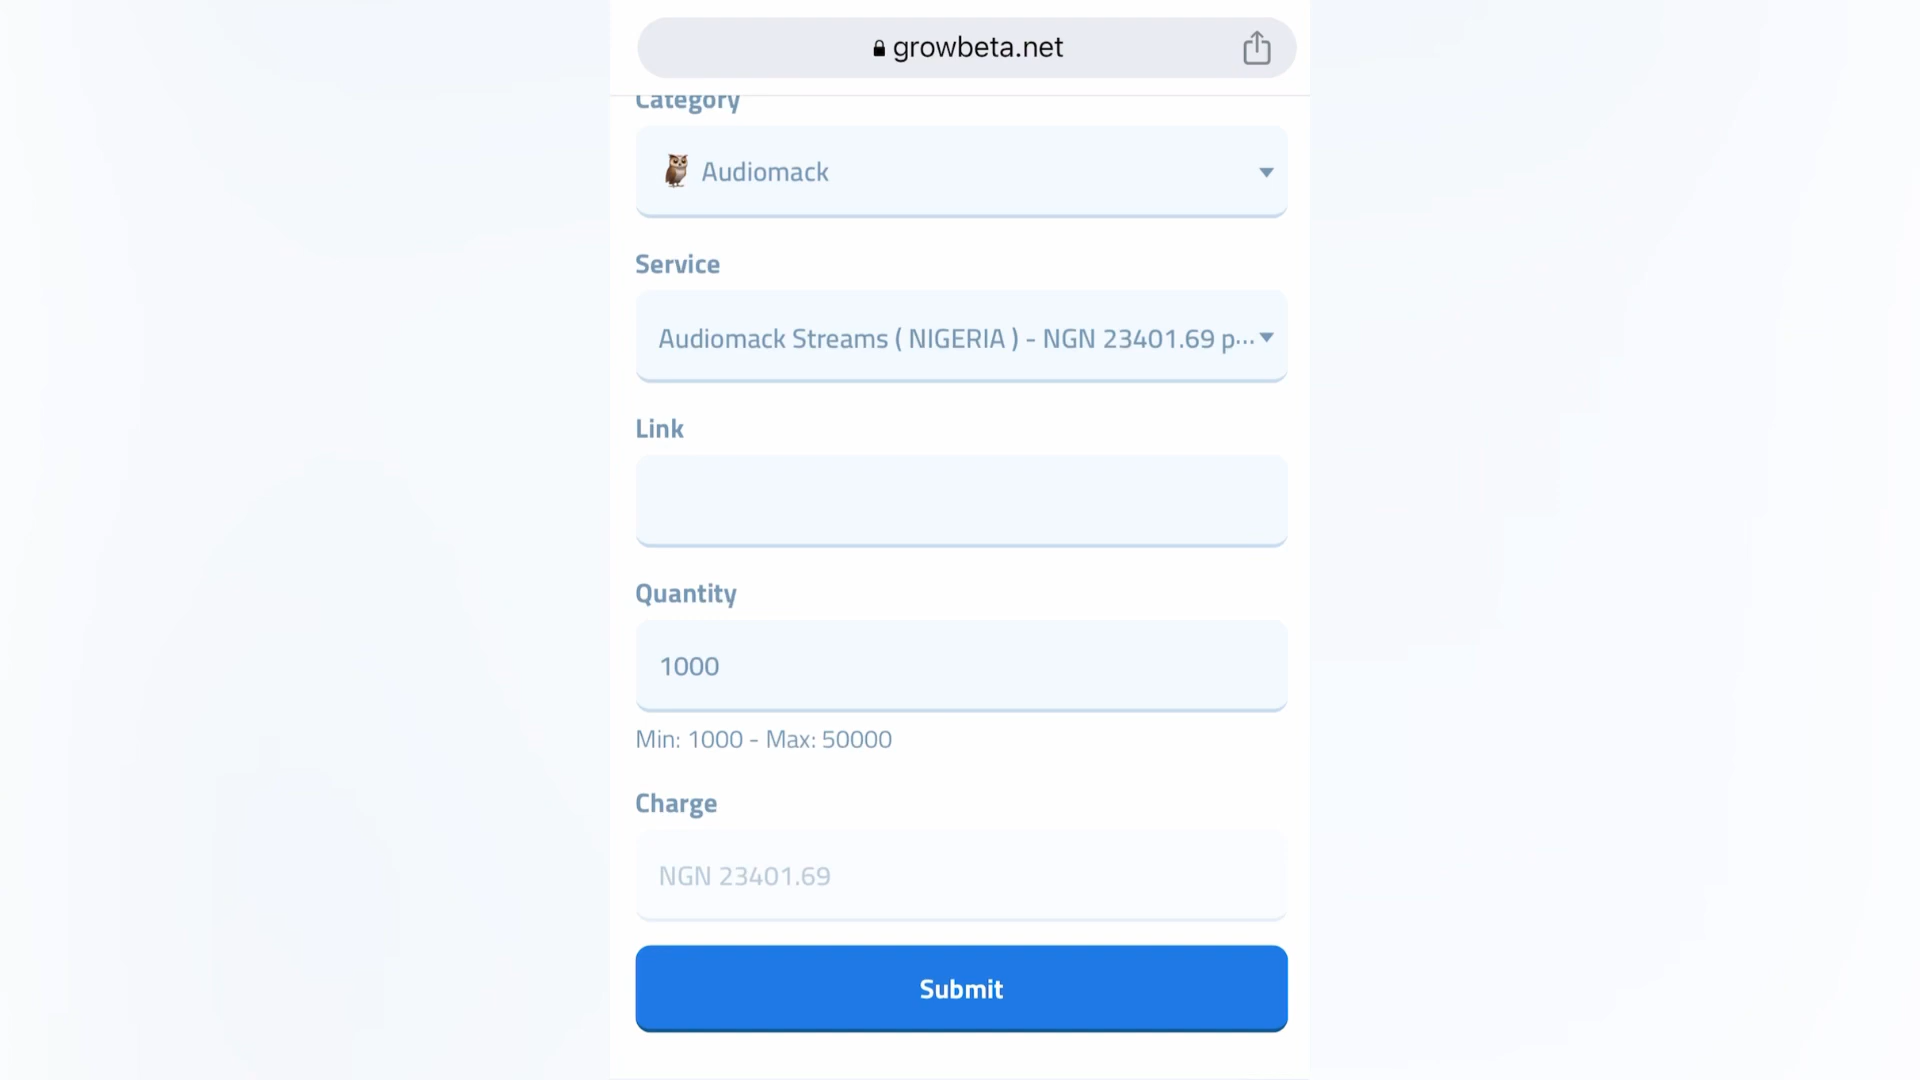 growbeta.net
Category
Audiomack
Service
Audiomack Streams ( NIGERIA ) - NGN 23401.69 p...
Link
Quantity
1000
Min: 1000 - Max: 50000
Charge
NGN 23401.69
Submit